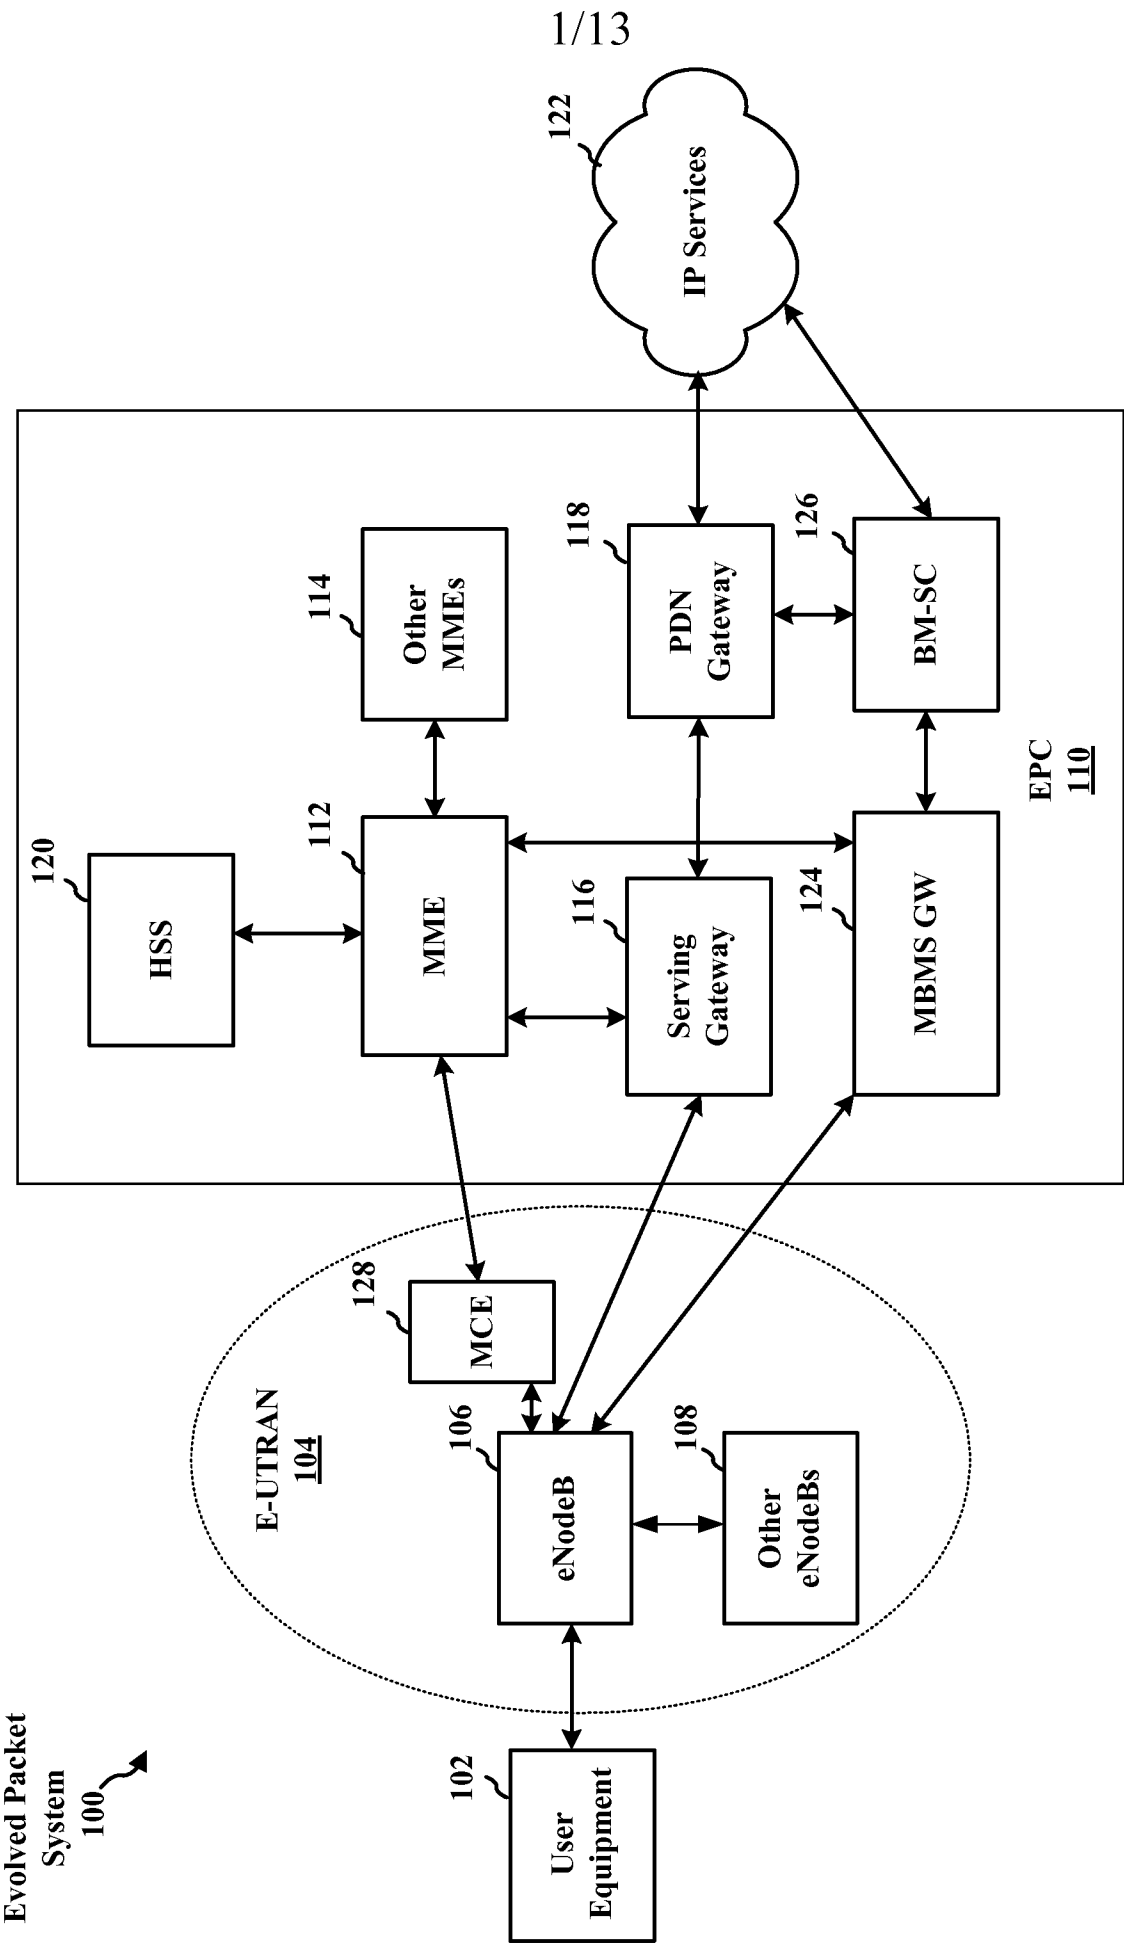 1/13
Evolved Packet
System
100
E-UTRAN
104
User
Equipment
102
eNodeB
106
Other
eNodeBs
108
MCE
128
HSS
120
MME
112
Other
MMEs
114
Serving
Gateway
116
PDN
Gateway
118
MBMS GW
124
BM-SC
126
EPC
110
IP Services
122